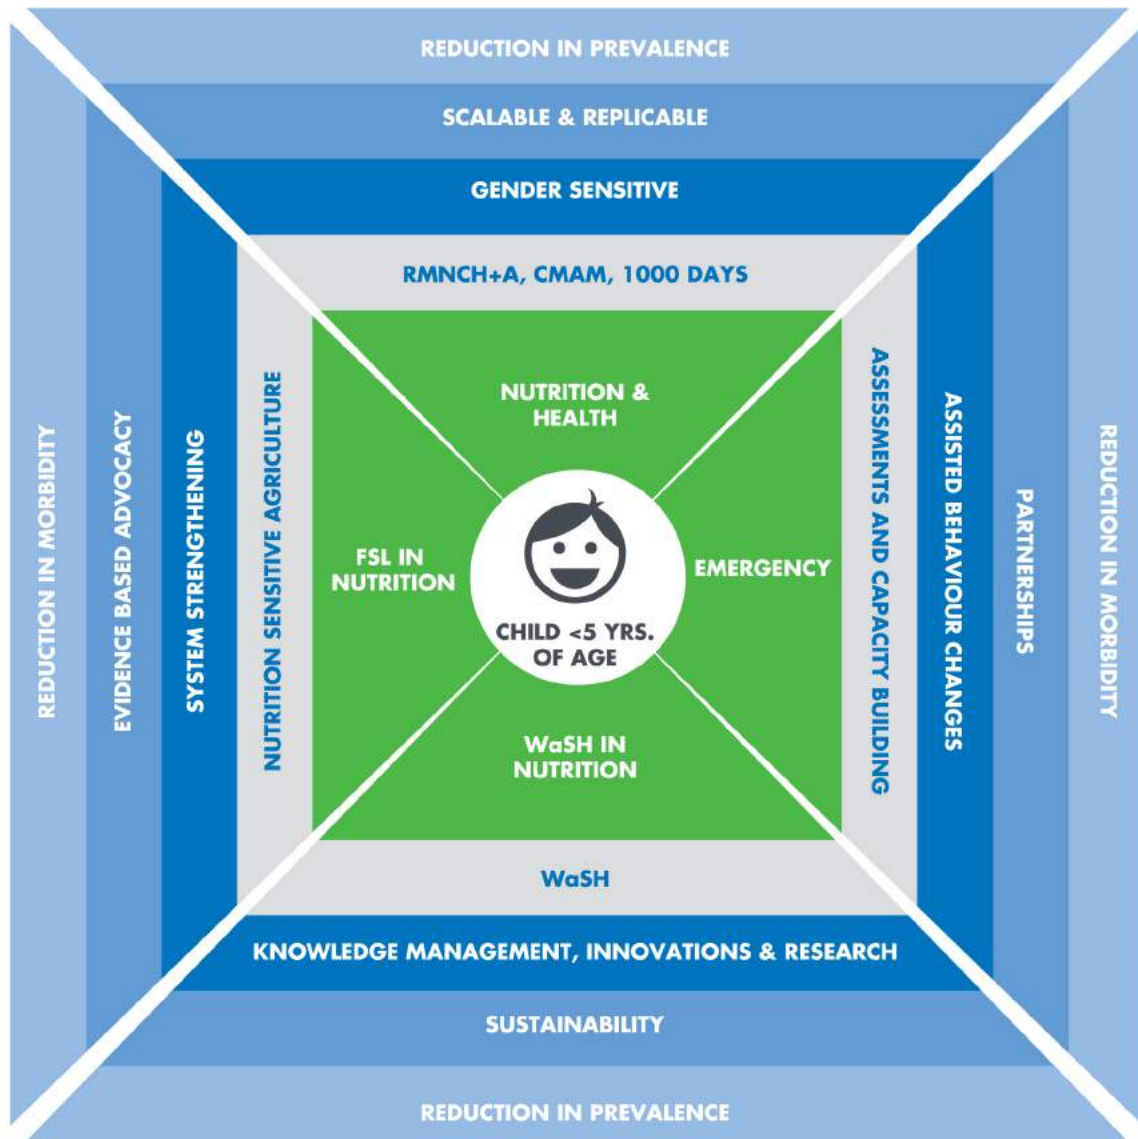 REDUCTION IN PREVALENCE
SCALABLE & REPLICABLE
GENDER SENSITIVE
RMNCH+A, CMAM, 1000 DAYS
NUTRITION &
HEALTH
REDUCTION IN MORBIDITY
EVIDENCE BASED ADVOCACY
SYSTEM STRENGTHENING
NUTRITION SENSITIVE AGRICULTURE
FSL IN
NUTRITION
CHILD <5 YRS.
OF AGE
EMERGENCY
ASSESSMENTS AND CAPACITY BUILDING
ASSISTED BEHAVIOUR CHANGES
PARTNERSHIPS
REDUCTION IN MORBIDITY
WaSH IN
NUTRITION
WaSH
KNOWLEDGE MANAGEMENT, INNOVATIONS & RESEARCH
SUSTAINABILITY
REDUCTION IN PREVALENCE